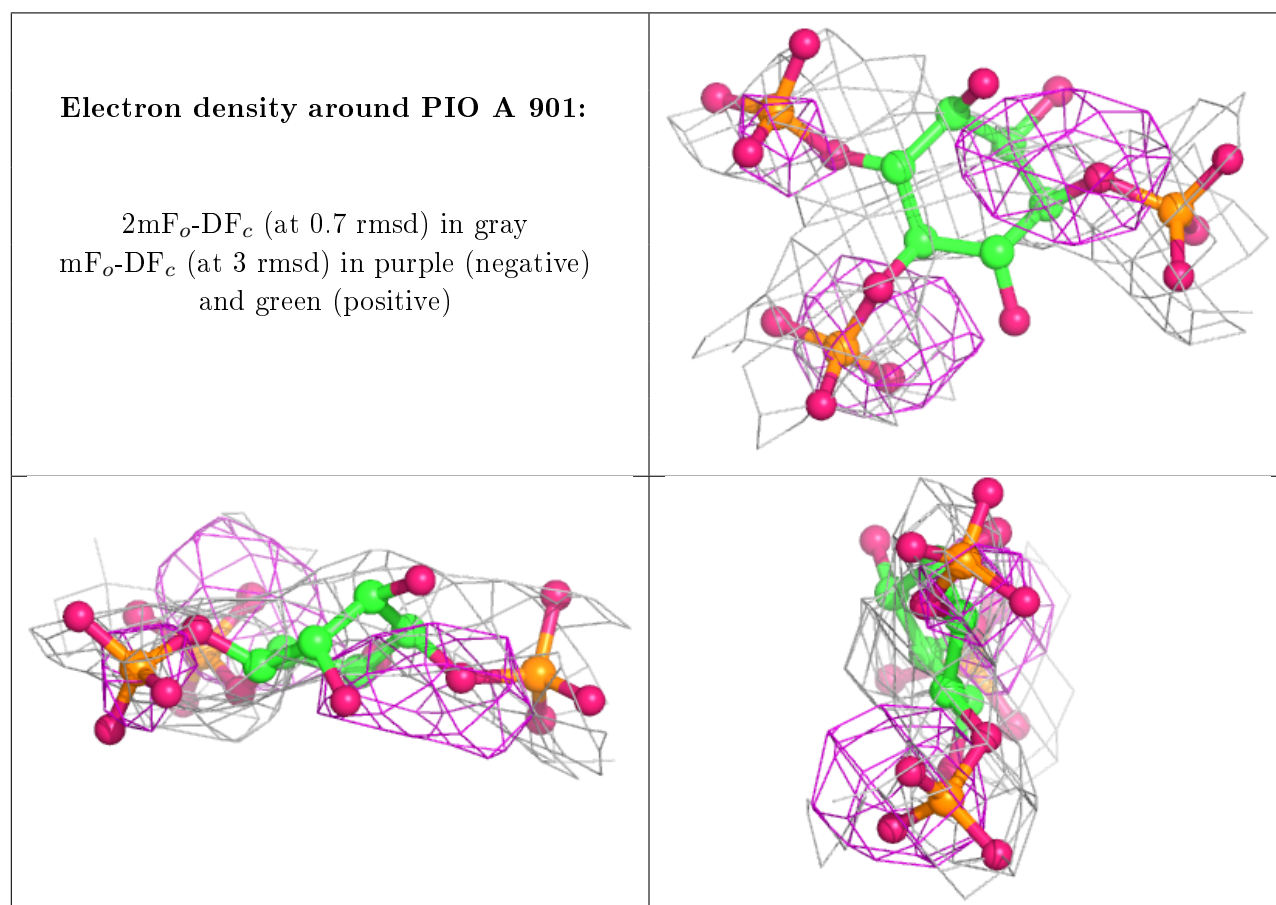 Electron density around PIO A 901:
2mFo-DFc (at 0.7 rmsd) in gray
mFo-DFc (at 3 rmsd) in purple (negative)
and green (positive)